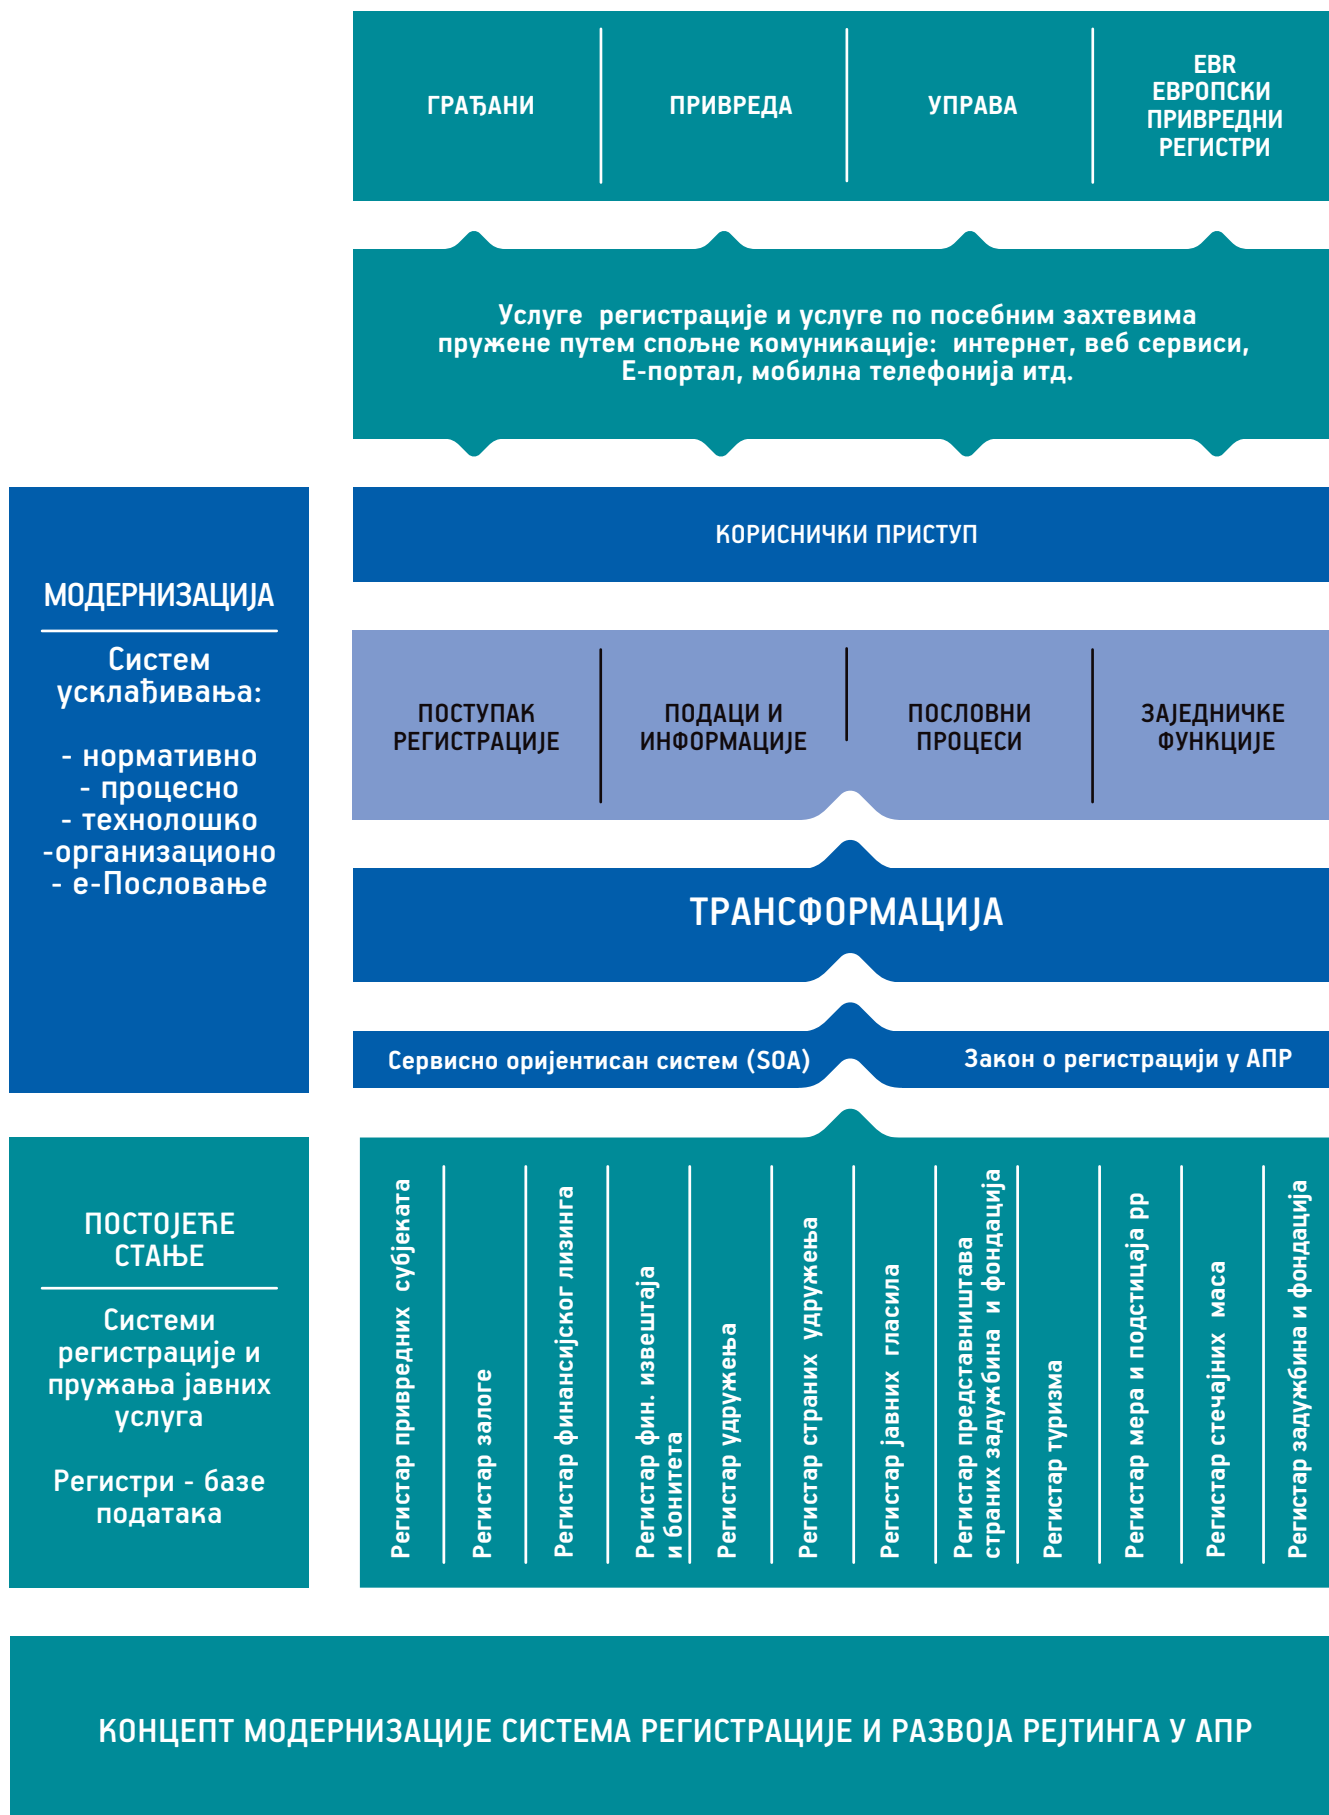 ГРАЂАНИ
ПРИВРЕДА
УПРАВА
EBR
ЕВРОПСКИ
ПРИВРЕДНИ
РЕГИСТРИ
Услуге регистрације и услуге по посебним захтевима
пружене путем спољне комуникације: интернет, веб сервиси,
Е-портал, мобилна телефонија итд.
КОРИСНИЧКИ ПРИСТУП
МОДЕРНИЗАЦИЈА
Систем
усклађивања:
- нормативно
- процесно
- технолошко
-организационо
- е-Пословање
ПОСТУПАК
РЕГИСТРАЦИЈЕ
ПОДАЦИ И
ИНФОРМАЦИЈЕ
ПОСЛОВНИ
ПРОЦЕСИ
ЗАЈЕДНИЧКЕ
ФУНКЦИЈЕ
ТРАНСФОРМАЦИЈА
Сервисно оријентисан систем (SOA)
Закон о регистрацији у АПР
ПОСТОЈЕЋЕ
СТАЊЕ
Системи
регистрације и
пружања јавних
услуга
Регистри - базе
података
Регистар привредних субјеката
Регистар залоге
Регистар финансијског лизинга
Регистар фин. извештаја
и бонитета
Регистар удружења
Регистар страних удружења
Регистар јавних гласила
Регистар представништава
страних задужбина и фондација
Регистар туризма
Регистар мера и подстицаја рр
Регистар стечајних маса
Регистар задужбина и фондација
КОНЦЕПТ МОДЕРНИЗАЦИЈЕ СИСТЕМА РЕГИСТРАЦИЈЕ И РАЗВОЈА РЕЈТИНГА У АПР